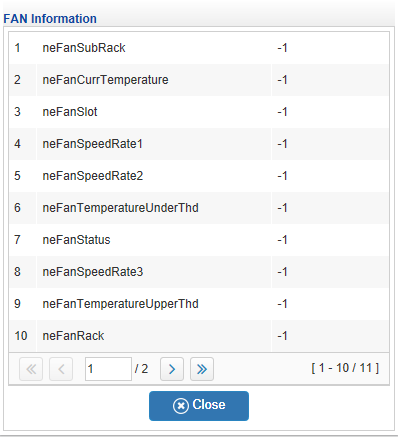 FAN Information
1 neFanSubRack -1
2 neFanCurrTemperature -1
3 neFanSlot -1
4 neFanSpeedRate1 -1
5 neFanSpeedRate2 -1
6 neFanTemperatureUnderThd -1
7 neFanStatus -1
8 neFanSpeedRate3 -1
9 neFanTemperatureUpperThd -1
10 neFanRack -1
1 / 2 [ 1 - 10 / 11 ]
Close